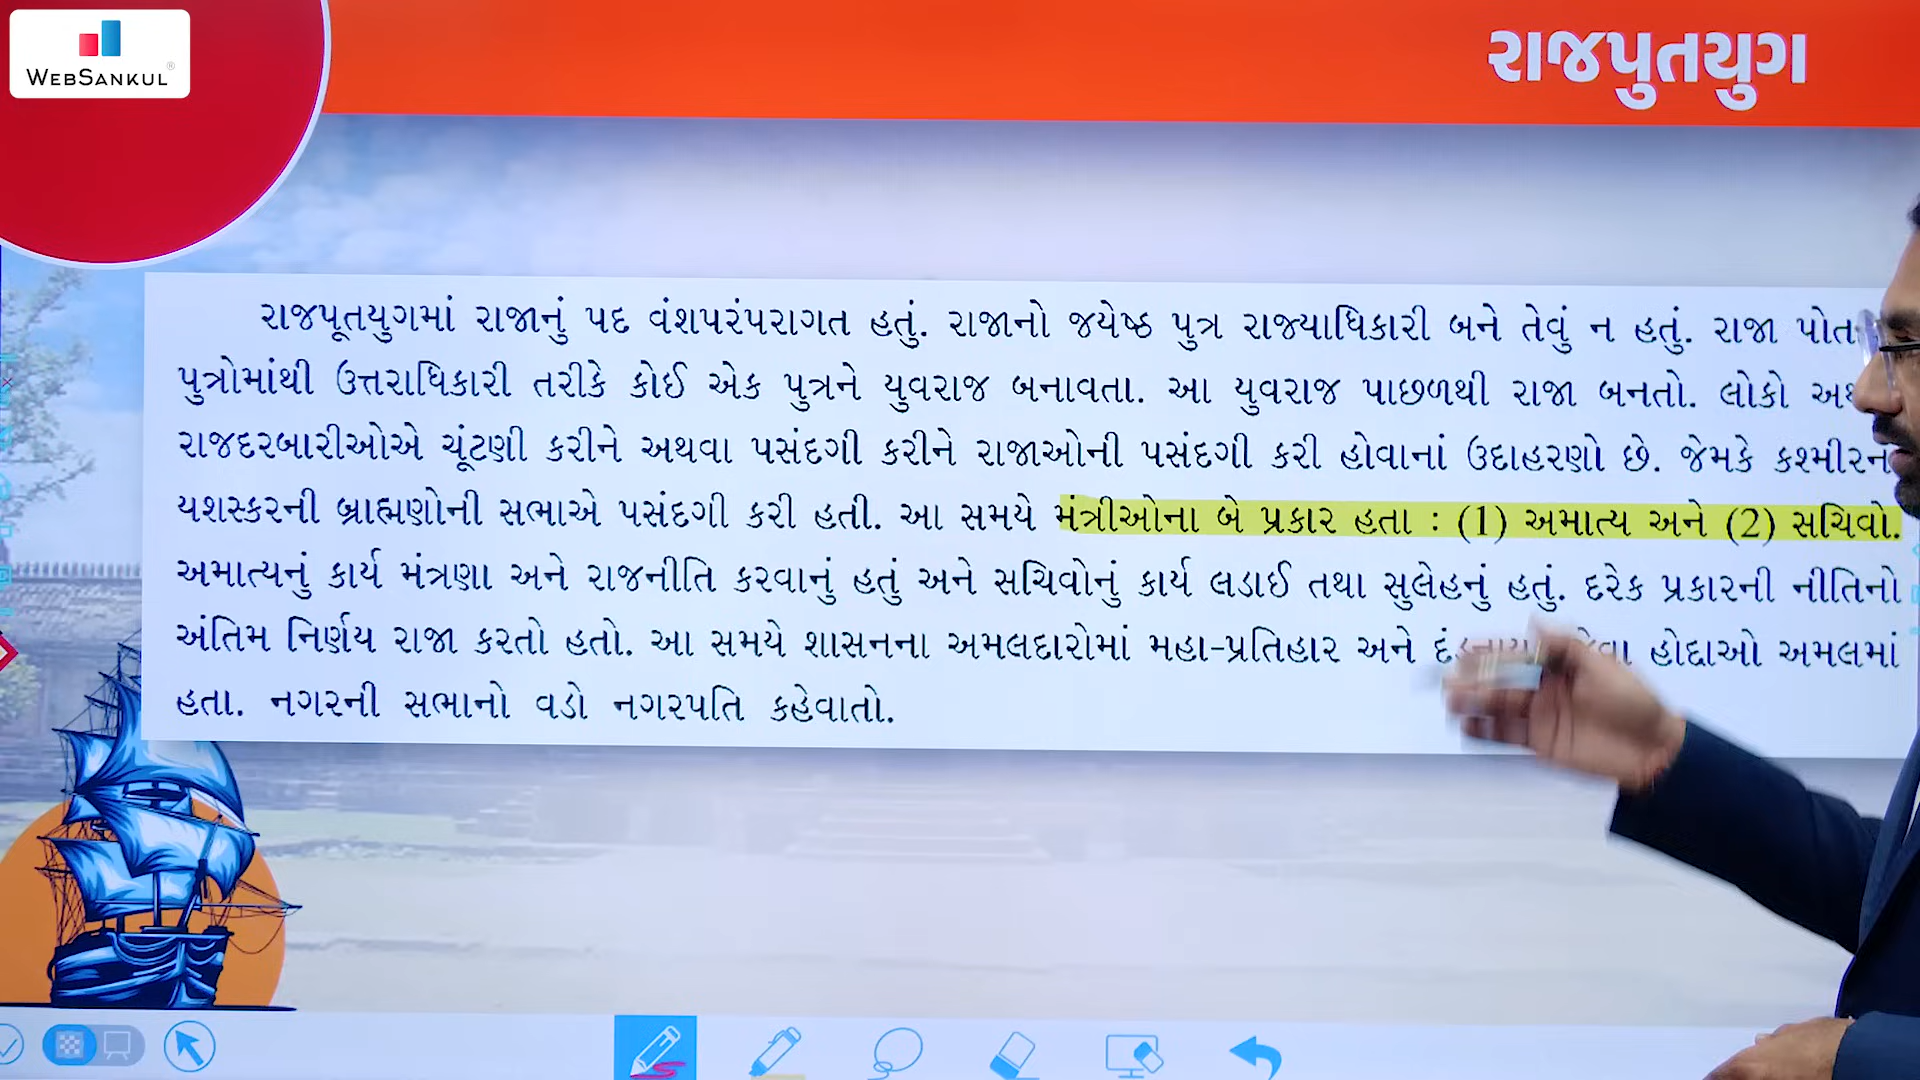 WEBSANKUL
રાજપુતયુગ
રાજપૂતયુગમાં રાજાનું પદ વંશપરંપરાગત હતું. રાજાનો જયેષ્ઠ પુત્ર રાજ્યાધિકારી બને તેવું ન હતું. રાજા
પુત્રોમાંથી ઉત્તરાધિકારી તરીકે કોઈ એક પુત્રને યુવરાજ બનાવતા. આ યુવરાજ પાછળથી રાજા બનતો. લોકો
રાજદરબારીઓએ ચૂંટણી કરીને અથવા પસંદગી કરીને રાજાઓની પસંદગી કરી હોવાનાં ઉદાહરણો છે. જેમકે
યશસ્કરની બ્રાહ્મણોની સભાએ પસંદગી કરી હતી. આ સમયે મંત્રીઓના બે પ્રકાર હતા : (1) અમાત્ય અને (2) સચિવો.
અમાત્યનું કાર્ય મંત્રણા અને રાજનીતિ કરવાનું હતું અને સચિવોનું કાર્ય લડાઈ તથા સુલેહનું હતું. દરેક પ્રકારની નીતિનો
અંતિમ નિર્ણય રાજા કરતો હતો. આ સમયે શાસનના અમલદારોમાં મહા-પ્રતિહાર અને હોદ્દાઓ અમલમાં
હતા. નગરની સભાનો વડો નગરપતિ કહેવાતો.